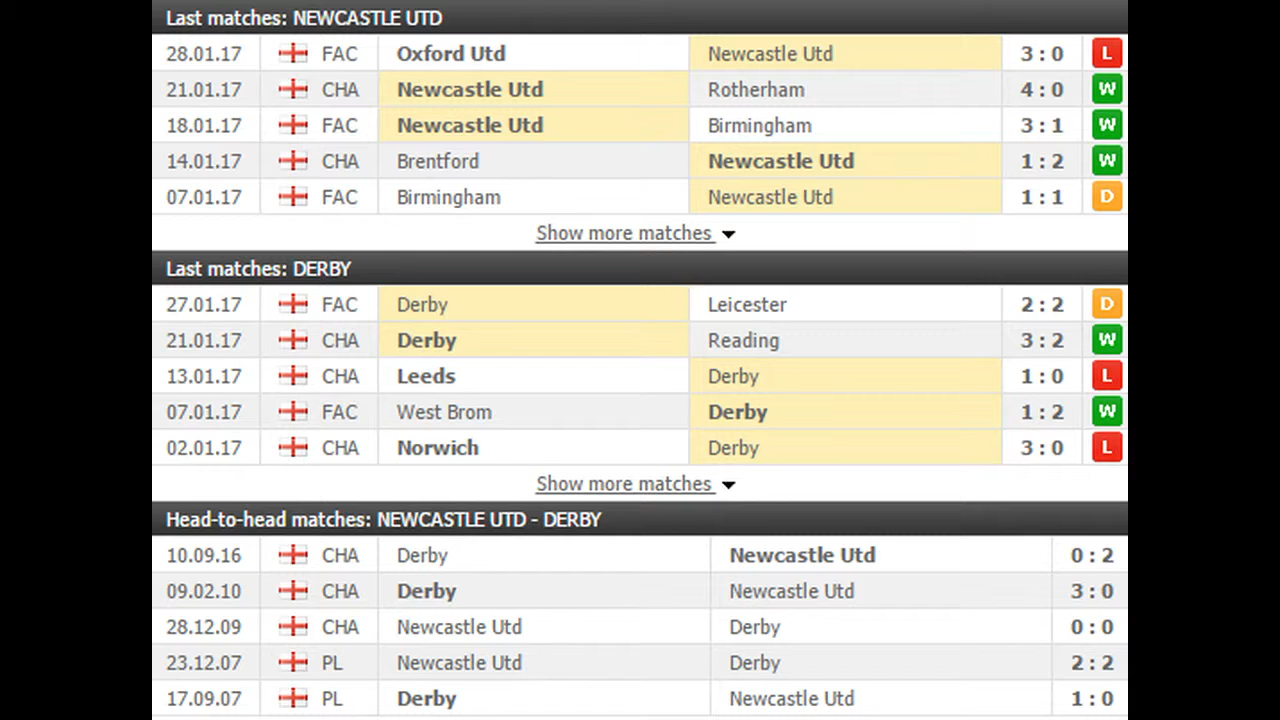 Last matches: NEWCASTLE UTD
28.01.17 FAC Oxford Utd Newcastle Utd 3 : 0 L
21.01.17 CHA Newcastle Utd Rotherham 4 : 0 W
18.01.17 FAC Newcastle Utd Birmingham 3 : 1 W
14.01.17 CHA Brentford Newcastle Utd 1 : 2 W
07.01.17 FAC Birmingham Newcastle Utd 1 : 1 D
Show more matches
Last matches: DERBY
27.01.17 FAC Derby Leicester 2 : 2 D
21.01.17 CHA Derby Reading 3 : 2 W
13.01.17 CHA Leeds Derby 1 : 0 L
07.01.17 FAC West Brom Derby 1 : 2 W
02.01.17 CHA Norwich Derby 3 : 0 L
Show more matches
Head-to-head matches: NEWCASTLE UTD - DERBY
10.09.16 CHA Derby Newcastle Utd 0 : 2
09.02.10 CHA Derby Newcastle Utd 3 : 0
28.12.09 CHA Newcastle Utd Derby 0 : 0
23.12.07 PL Newcastle Utd Derby 2 : 2
17.09.07 PL Derby Newcastle Utd 1 : 0